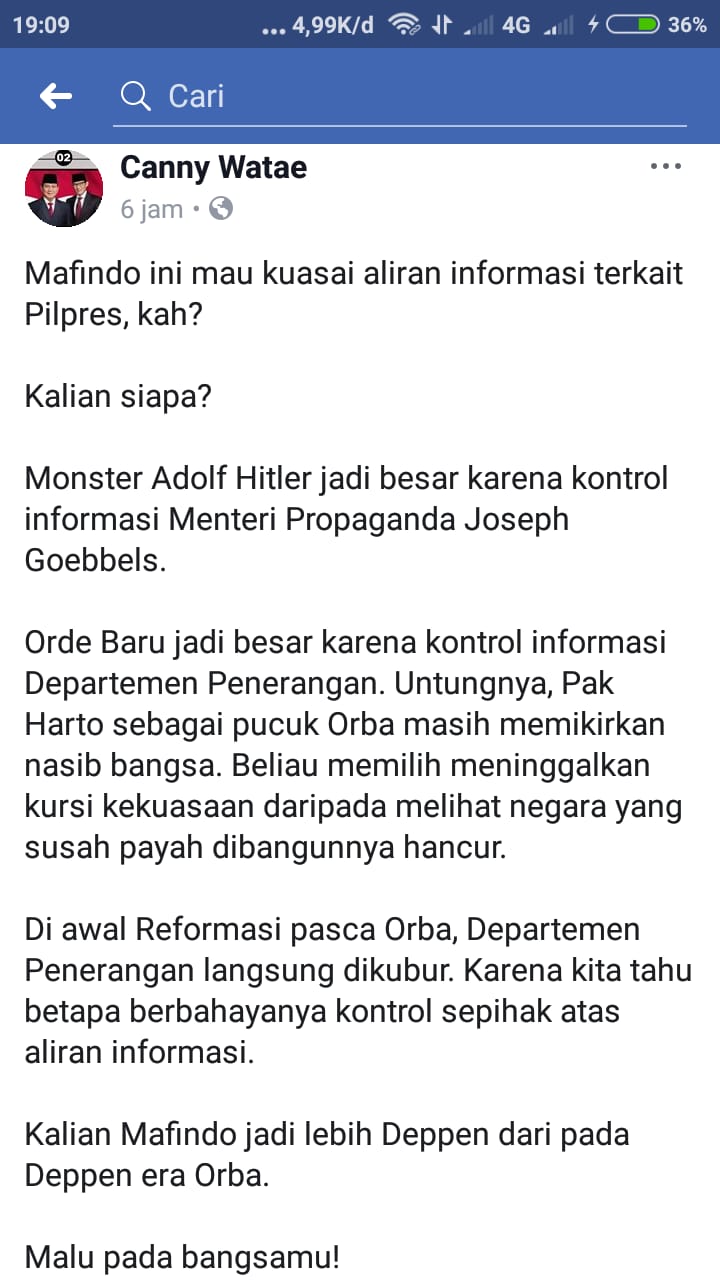 19:09
... 4,99K/d 4G 36%
Cari
02
Canny Watae
6 jam •
Mafindo ini mau kuasai aliran informasi terkait
Pilpres, kah?
Kalian siapa?
Monster Adolf Hitler jadi besar karena kontrol
informasi Menteri Propaganda Joseph
Goebbels.
Orde Baru jadi besar karena kontrol informasi
Departemen Penerangan. Untungnya, Pak
Harto sebagai pucuk Orba masih memikirkan
nasib bangsa. Beliau memilih meninggalkan
kursi kekuasaan daripada melihat negara yang
susah payah dibangunnya hancur.
Di awal Reformasi pasca Orba, Departemen
Penerangan langsung dikubur. Karena kita tahu
betapa berbahayanya kontrol sepihak atas
aliran informasi.
Kalian Mafindo jadi lebih Deppen dari pada
Deppen era Orba.
Malu pada bangsamu!